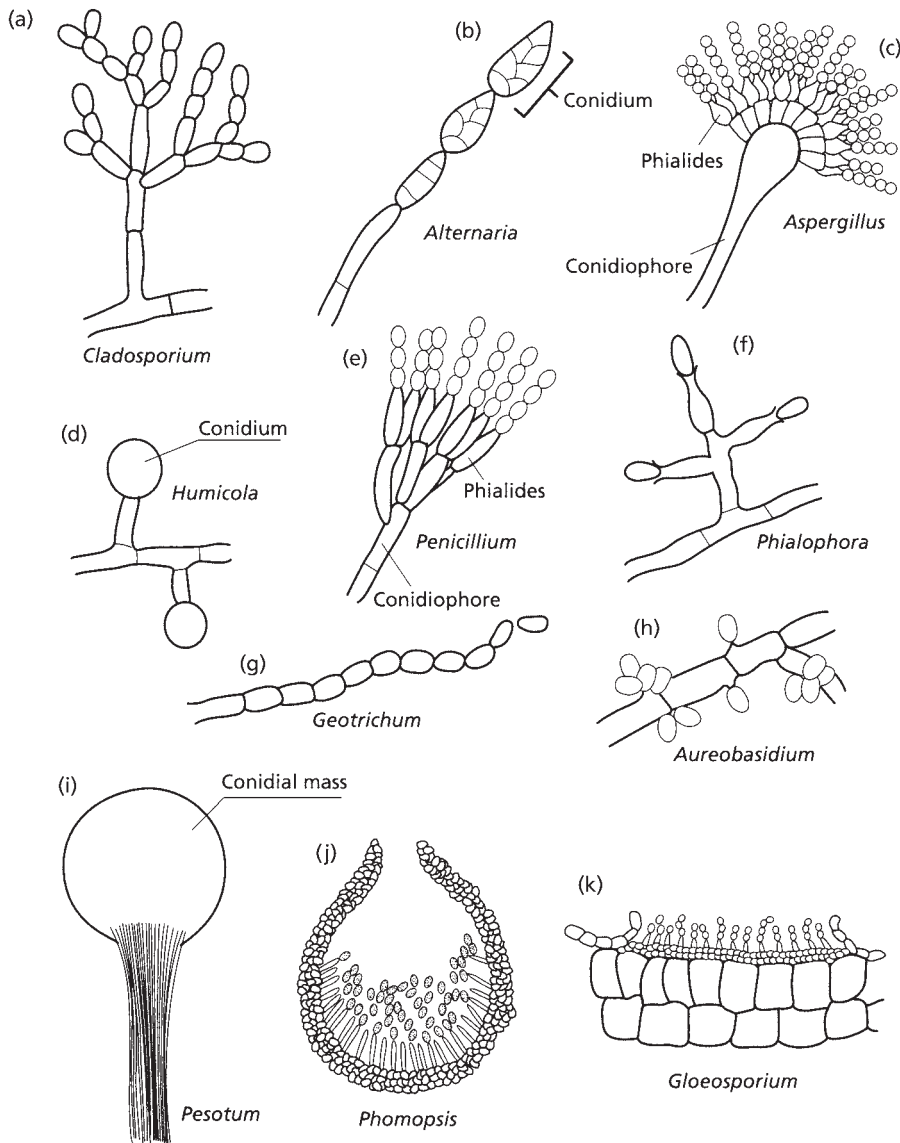 (a)
(b)
(c)
Conidium
Phialides
Alternaria
Aspergillus
Conidiophore
Cladosporium
(e)
(f)
(d)
Conidium
Humicola
Phialides
Penicillium
Phialophora
Conidiophore
(g)
(h)
Geotrichum
Aureobasidium
(i)
Conidial mass
(j)
(k)
Gloeosporium
Pesotum
Phomopsis